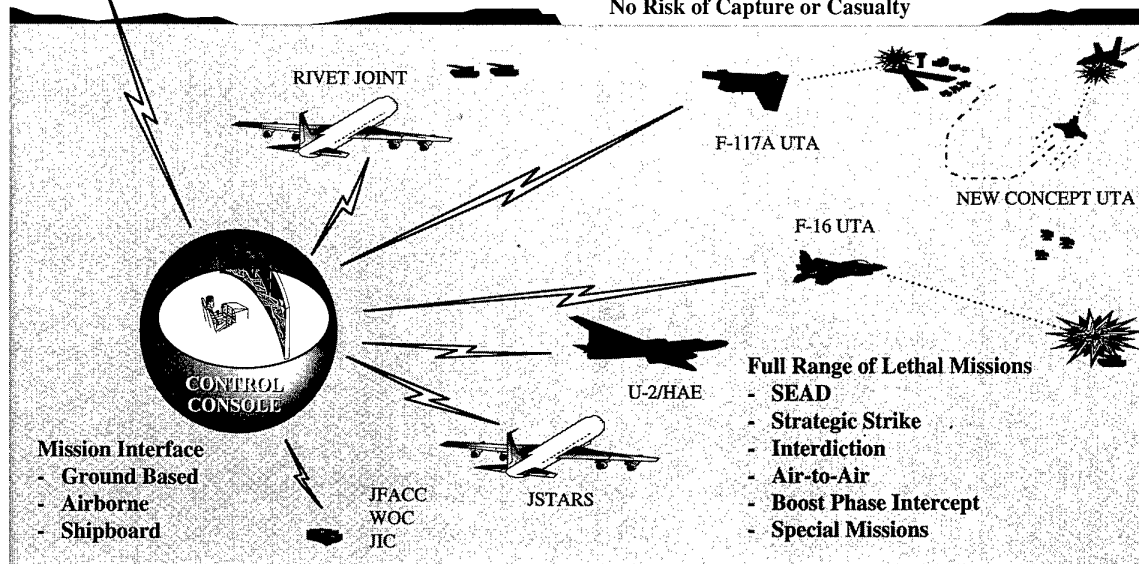 No Risk of Capture or Casualty
RIVET JOINT
F-117A UTA
NEW CONCEPT UTA
F-16 UTA
CONTROL
CONSOLE
U-2/HAE
JSTARS
Mission Interface
- Ground Based
- Airborne
- Shipboard
JFACC
WOC
JIC
Full Range of Lethal Missions
- SEAD
- Strategic Strike
- Interdiction
- Air-to-Air
- Boost Phase Intercept
- Special Missions